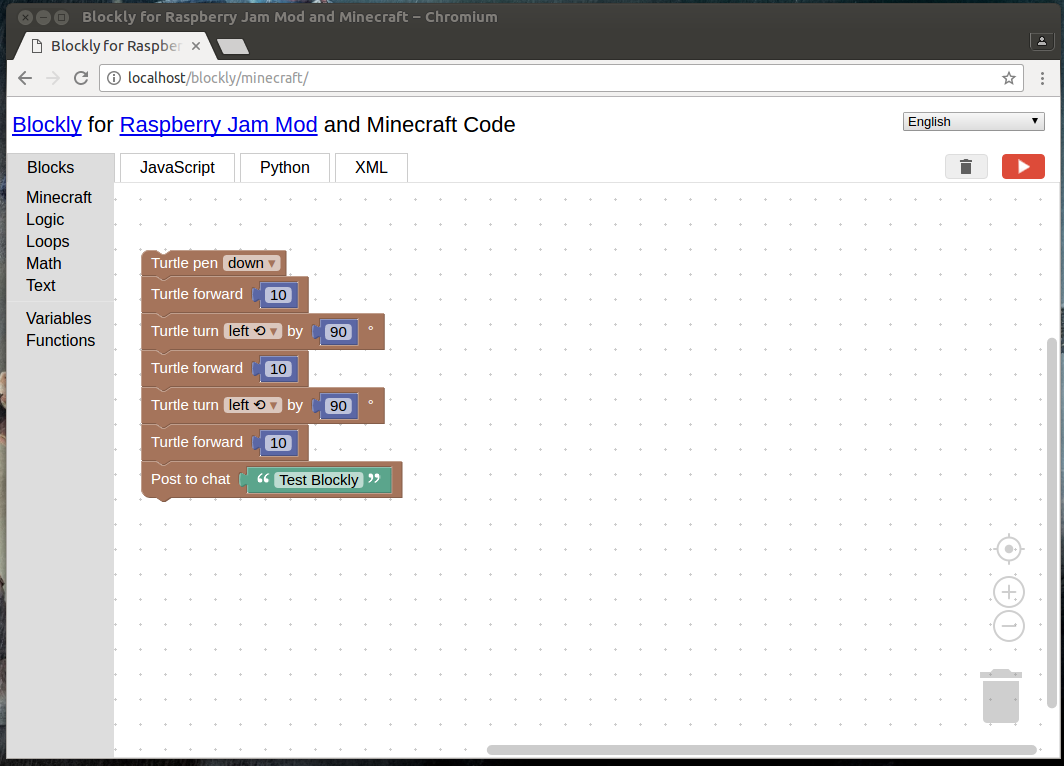 Blockly for Raspberry Jam Mod and Minecraft – Chromium
Blockly for Raspber
localhost/blockly/minecraft/
Blockly for Raspberry Jam Mod and Minecraft Code
English
Blocks
JavaScript
Python
XML
Minecraft
Logic
Loops
Math
Text
Variables
Functions
Turtle pen down ▾
Turtle forward 10
Turtle turn left ⟲ ▾ by 90 °
Turtle forward 10
Turtle turn left ⟲ ▾ by 90 °
Turtle forward 10
Post to chat “ Test Blockly ”